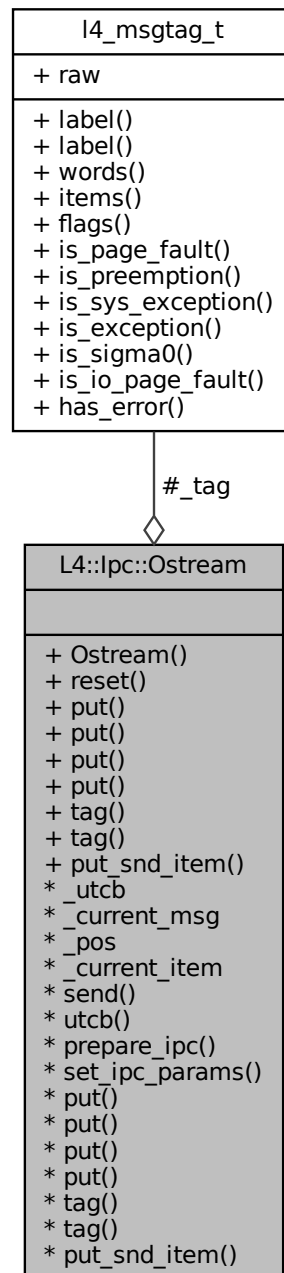 l4_msgtag_t
+ raw
+ label()
+ label()
+ words()
+ items()
+ flags()
+ is_page_fault()
+ is_preemption()
+ is_sys_exception()
+ is_exception()
+ is_sigma0()
+ is_io_page_fault()
+ has_error()
#_tag
L4::Ipc::Ostream
+ Ostream()
+ reset()
+ put()
+ put()
+ put()
+ put()
+ tag()
+ tag()
+ put_snd_item()
* _utcb
* _current_msg
* _pos
* _current_item
* send()
* utcb()
* prepare_ipc()
* set_ipc_params()
* put()
* put()
* put()
* put()
* tag()
* tag()
* put_snd_item()